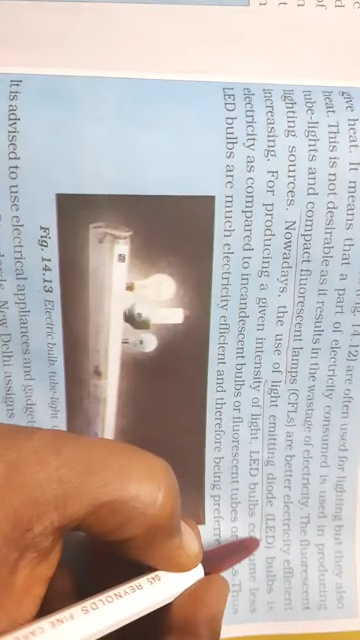 give heat. It means that a part of electricity consumed is used in producing
14.12) are often used for lighting but they also
heat. This is not desirable as it results in the wastage of electricity. The fluorescent
tube-lights and compact fluorescent lamps (CFLs) are better electricity efficient
lighting sources. Nowadays, the use of light emitting diode (LED) bulbs is
increasing. For producing a given intensity of light, LED bulbs consume less
electricity as compared to incandescent bulbs or fluorescent tubes or Thus
LED bulbs are much electricity efficient and therefore being
Fig. 14.13 Electric bulb, tube-light,
It is advised to use electrical appliances and
New Delhi assigns
045 REYNOLDS FINE